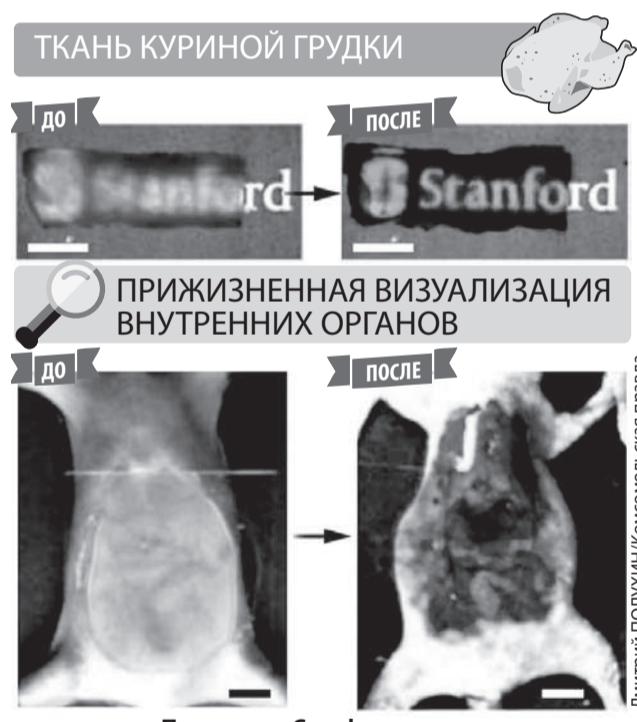 ТКАНЬ КУРИНОЙ ГРУДКИ
ДО
ПОСЛЕ
Stanford
Stanford
ПРИЖИЗНЕННАЯ ВИЗУАЛИЗАЦИЯ
ВНУТРЕННИХ ОРГАНОВ
ДО
ПОСЛЕ